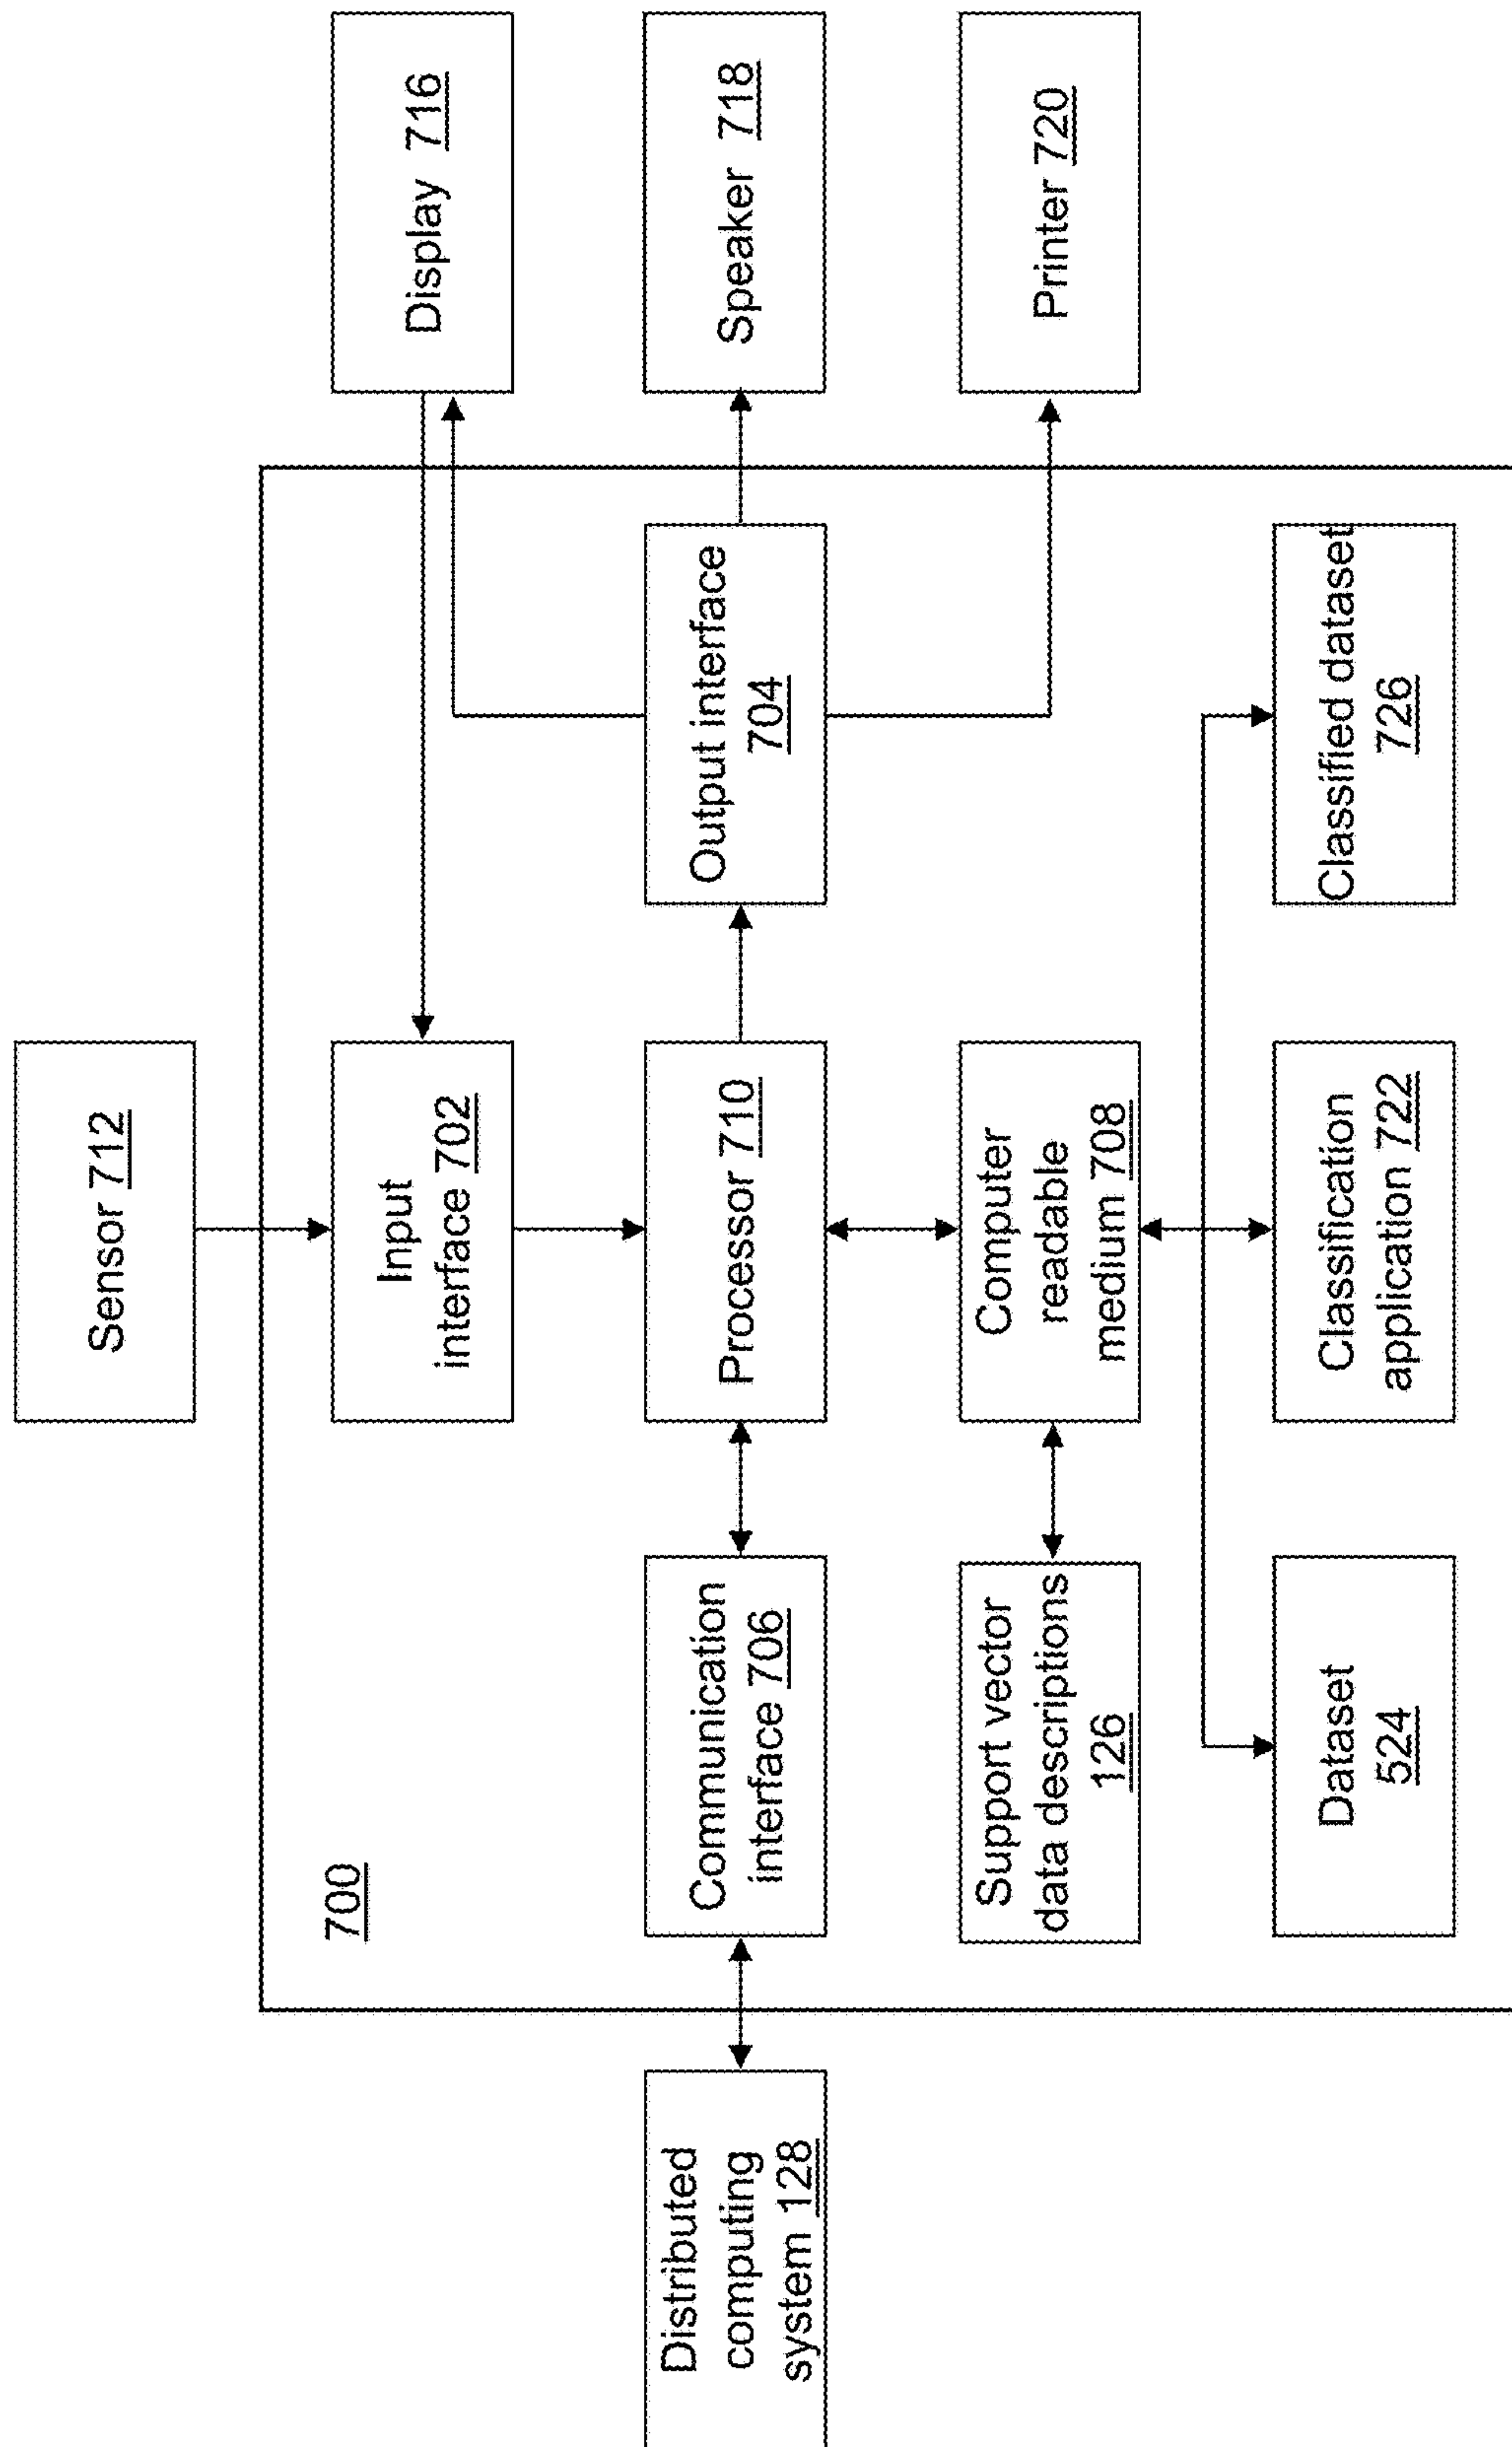 Sensor 712
700
Input
interface 702
Display 716
Distributed
computing
system 128
Communication
interface 706
Processor 710
Output interface
704
Speaker 718
Support vector
data descriptions
126
Computer
readable
medium 708
Printer 720
Dataset
524
Classification
application 722
Classified dataset
726